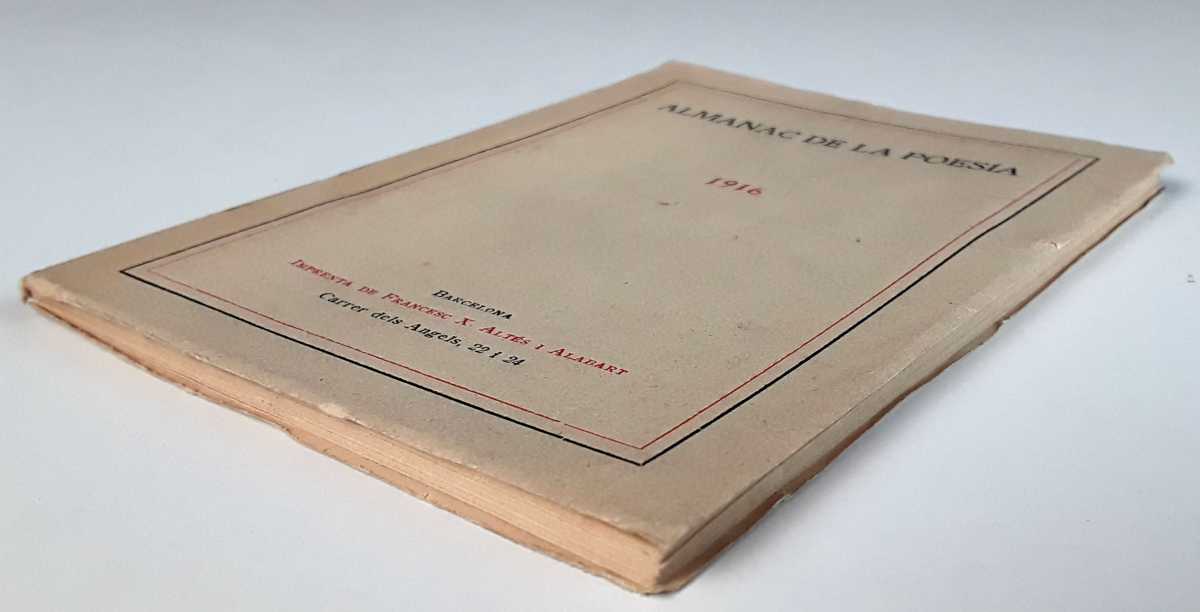 ALMANAC DE LA POESIA
1916
BARCELONA
IMPRENTA DE FRANCESC X. ALTÉS I ALABART
Carrer dels Angels, 22 i 24